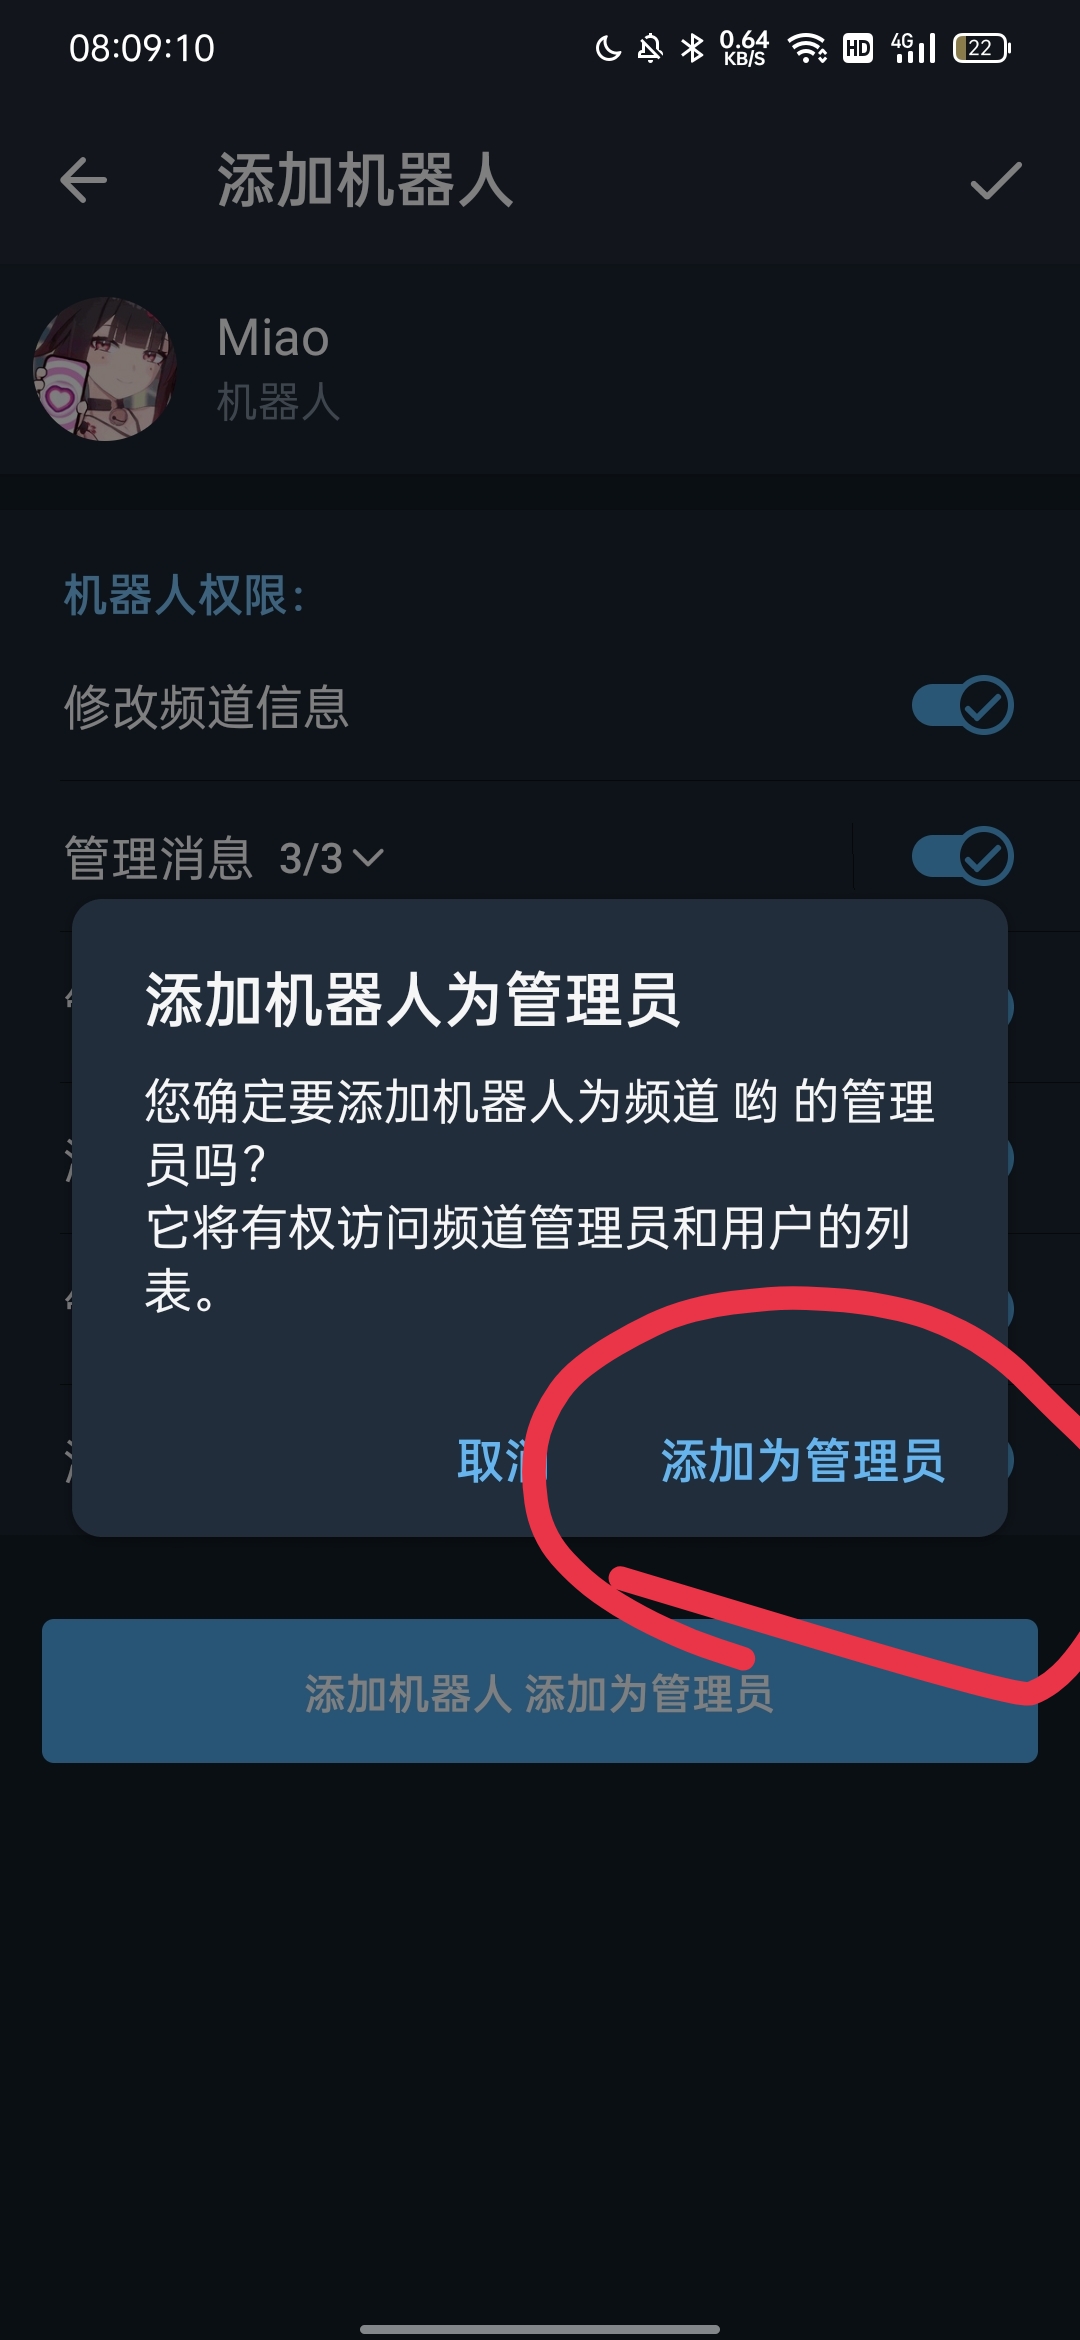 08:09:10
0.64
KB/S
HD
4G
22
添加机器人
Miao
机器人
机器人权限：
修改频道信息
管理消息 3/3
添加机器人为管理员
您确定要添加机器人为频道 哟 的管理
员吗？
它将有权访问频道管理员和用户的列
表。
取消 添加为管理员
添加机器人 添加为管理员